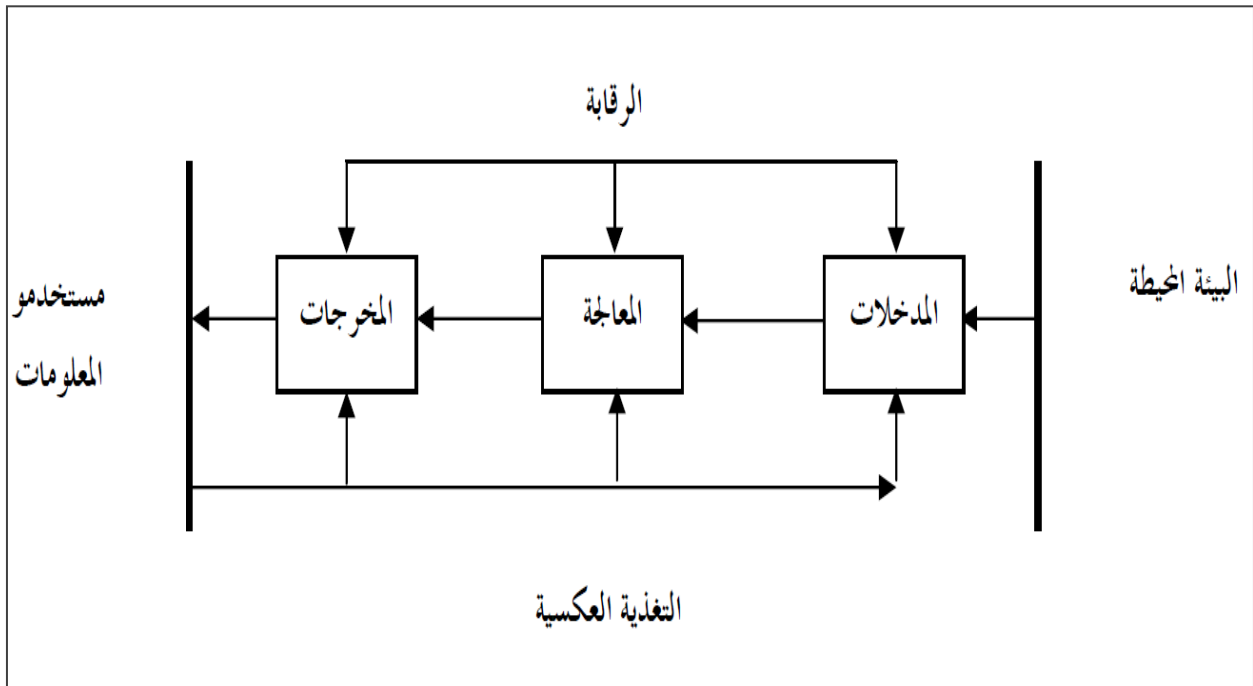 الرقابة
البيئة المحيطة
المدخلات
المعالجة
المخرجات
مستخدمو
المعلومات
التغذية العكسية